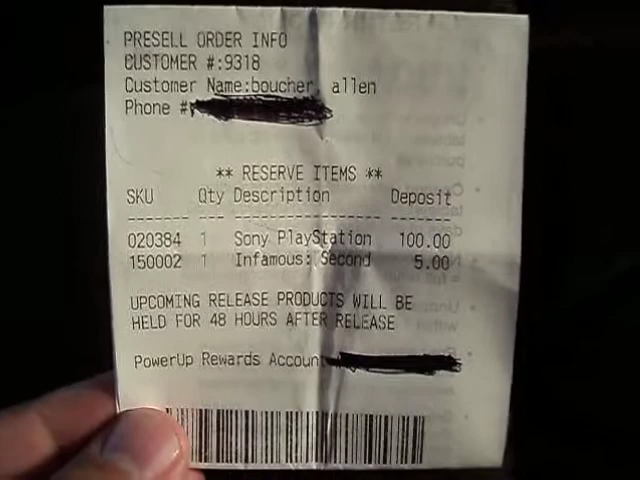 PRESELL ORDER INFO
CUSTOMER #:9318
Customer Name:boucher, allen
Phone #
** RESERVE ITEMS **
SKU Qty Description Deposit
------- --- ------------------ -------
020384 1 Sony PlayStation 100.00
150002 1 Infamous: Second 5.00
UPCOMING RELEASE PRODUCTS WILL BE
HELD FOR 48 HOURS AFTER RELEASE
PowerUp Rewards Account